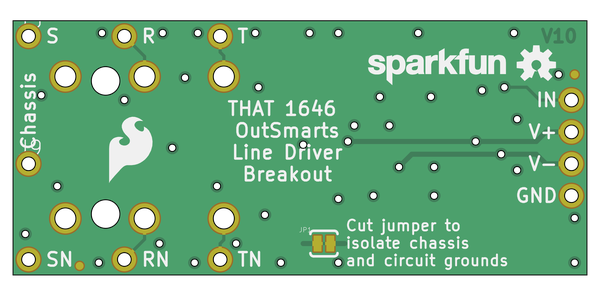 S R T V10
sparkfun
Chassis
IN
THAT 1646
OutSmarts
Line Driver
Breakout
V+
V-
GND
JP1
Cut jumper to
isolate chassis
and circuit grounds
SN RN TN